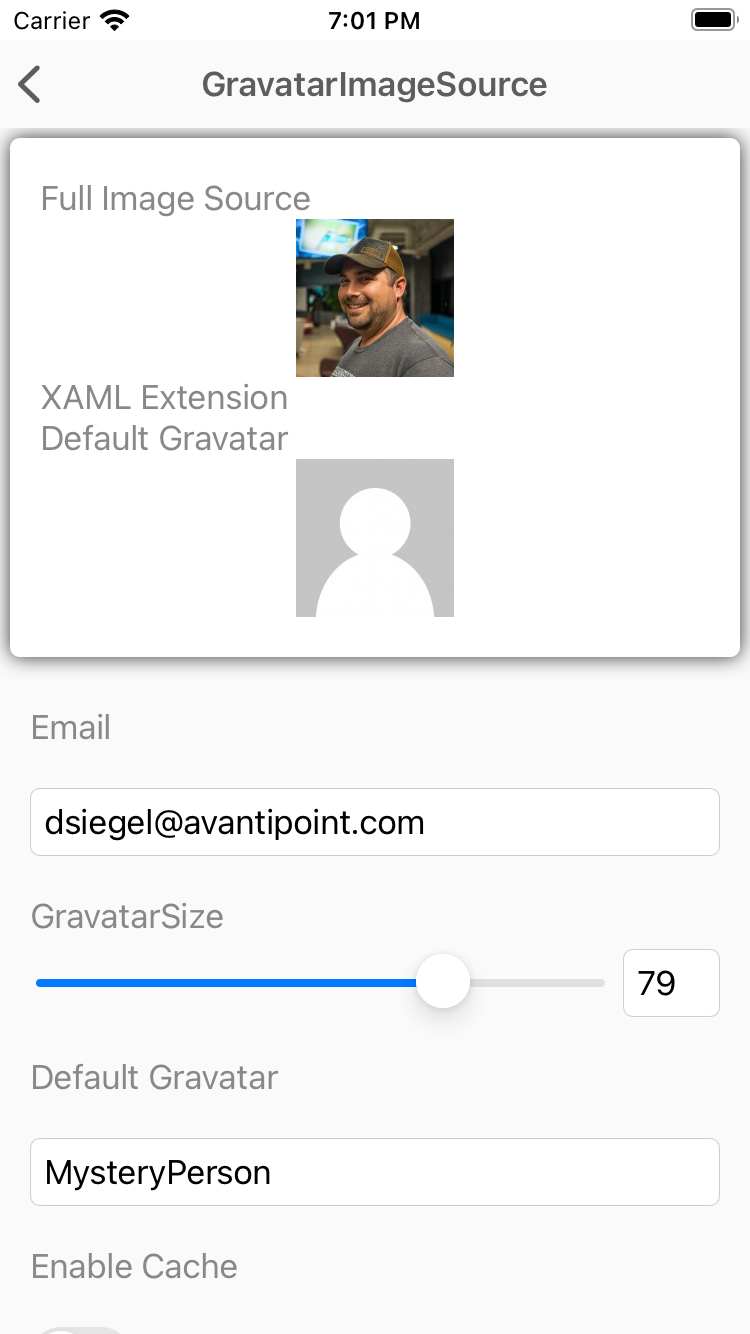 Carrier 7:01 PM
GravatarImageSource
Full Image Source
XAML Extension
Default Gravatar
Email
dsiegel@avantipoint.com
GravatarSize
79
Default Gravatar
MysteryPerson
Enable Cache